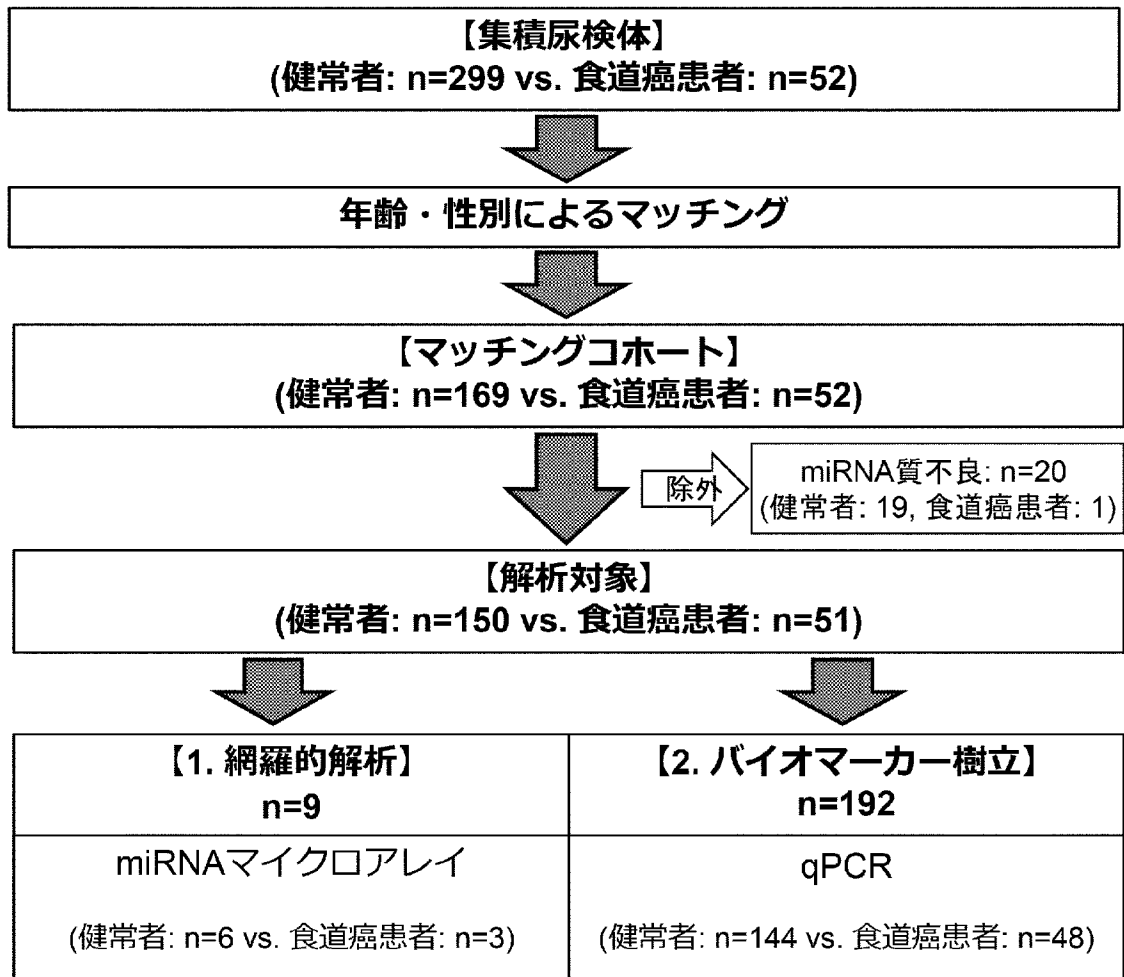 【集積尿検体】
(健常者: n=299 vs. 食道癌患者: n=52)
年齢・性別によるマッチング
【マッチングコホート】
(健常者: n=169 vs. 食道癌患者: n=52)
除外
miRNA質不良: n=20
(健常者: 19, 食道癌患者: 1)
【解析対象】
(健常者: n=150 vs. 食道癌患者: n=51)
【1. 網羅的解析】
n=9
miRNAマイクロアレイ
(健常者: n=6 vs. 食道癌患者: n=3)
【2. バイオマーカー樹立】
n=192
qPCR
(健常者: n=144 vs. 食道癌患者: n=48)